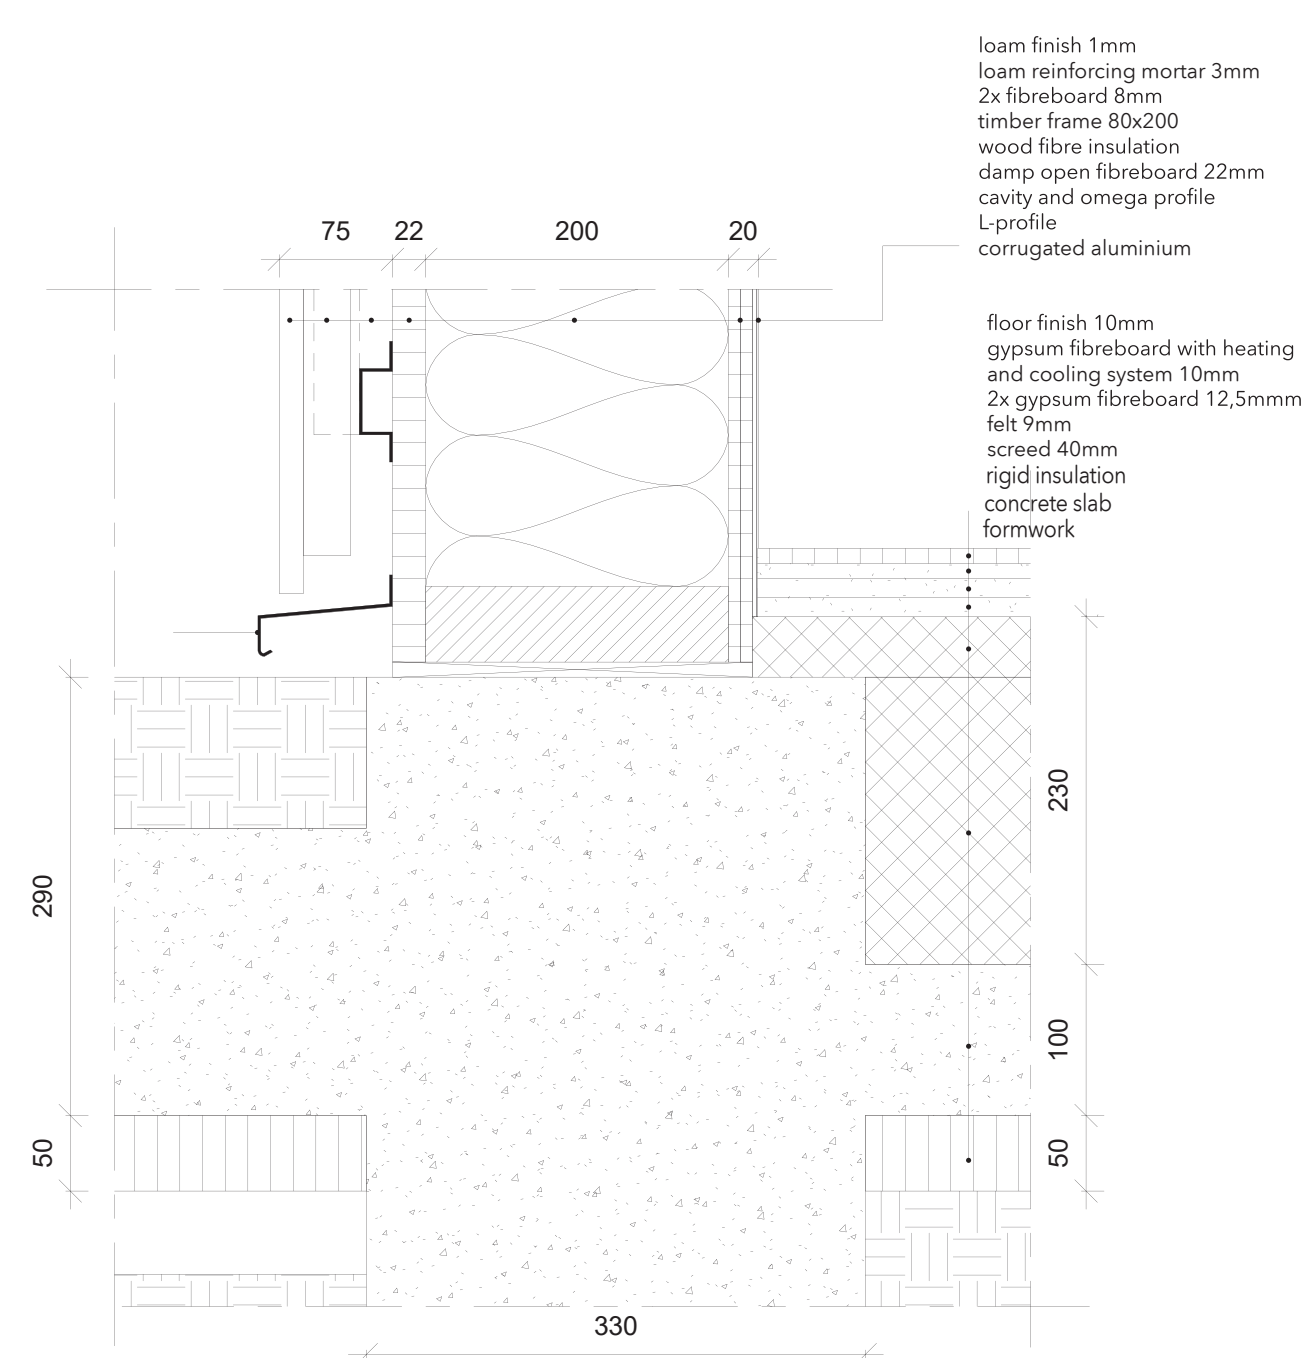 loam finish 1mm
loam reinforcing mortar 3mm
2x fibreboard 8mm
timber frame 80x200
wood fibre insulation
damp open fibreboard 22mm
cavity and omega profile
L-profile
corrugated aluminium
75 22 200 20
floor finish 10mm
gypsum fibreboard with heating
and cooling system 10mm
2x gypsum fibreboard 12,5mmm
felt 9mm
screed 40mm
rigid insulation
concrete slab
formwork
230
290
100
50
50
330